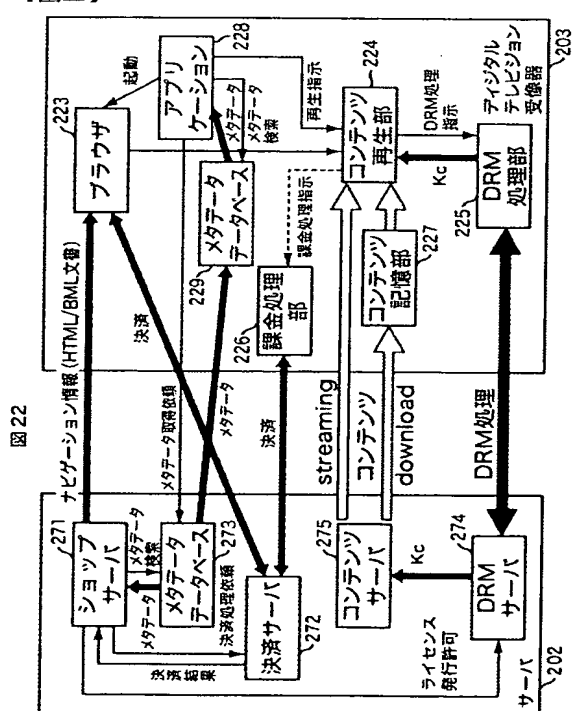 図22
203
ディジタル
テレビジョン
受像器
228
アプリ
ケーション
起動
223
ブラウザ
メタデータ
メタデータ
検索
再生指示
224
コンテンツ
再生部
DRM処理
指示
Kc
DRM
処理部
225
229
メタデータ
データベース
課金処理指示
226
課金処理
部
227
コンテンツ
記憶部
ナビゲーション情報(HTML/BML文書)
決済
メタデータ取得依頼
メタデータ
決済
streaming
コンテンツ
download
DRM処理
271
ショップ
サーバ
メタデータ
メタデータ
検索
273
メタデータ
データベース
決済処理依頼
決済
結果
決済サーバ
272
275
コンテンツ
サーバ
Kc
274
DRM
サーバ
ライセンス
発行許可
サーバ
202